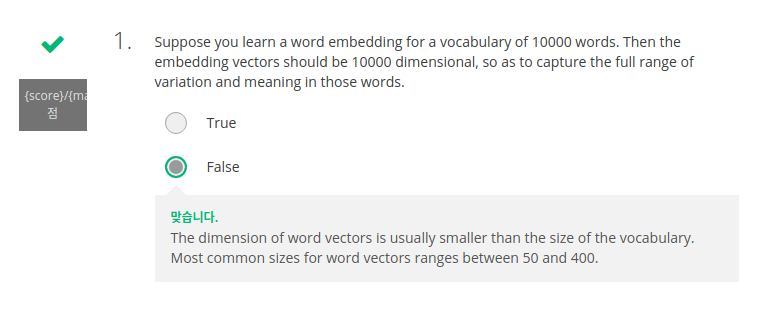 1. Suppose you learn a word embedding for a vocabulary of 10000 words. Then the
embedding vectors should be 10000 dimensional, so as to capture the full range of
variation and meaning in those words.
{score}/{ma
점
True
False
맞습니다.
The dimension of word vectors is usually smaller than the size of the vocabulary.
Most common sizes for word vectors ranges between 50 and 400.